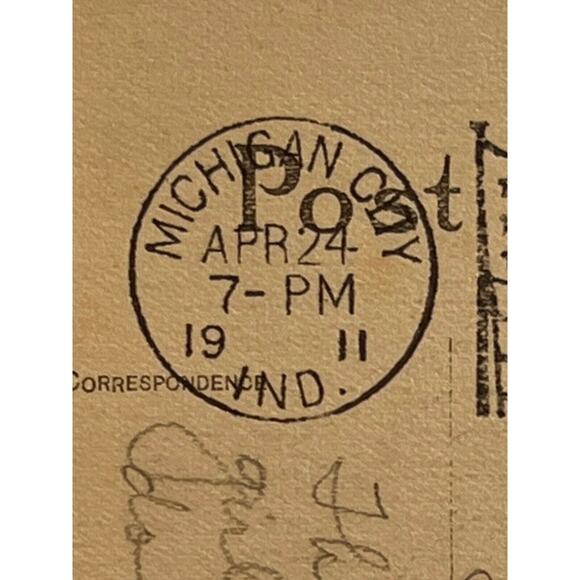 MICHIGAN CITY
Post
APR 24
7-PM
19 11
IND.
CORRESPONDENCE